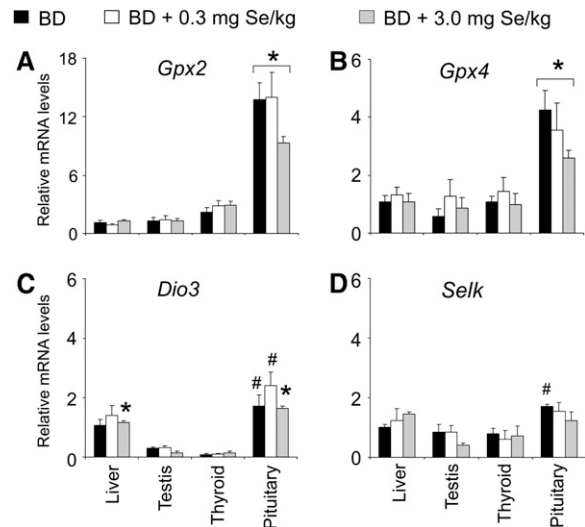 BD BD + 0.3 mg Se/kg BD + 3.0 mg Se/kg
A Gpx2
B Gpx4
Relative mRNA levels
18
12
6
0
*
6
4
2
0
*
C Dio3
D Selk
Relative mRNA levels
6
4
2
0
*
#
#
*
6
4
2
0
#
Liver
Testis
Thyroid
Pituitary
Liver
Testis
Thyroid
Pituitary